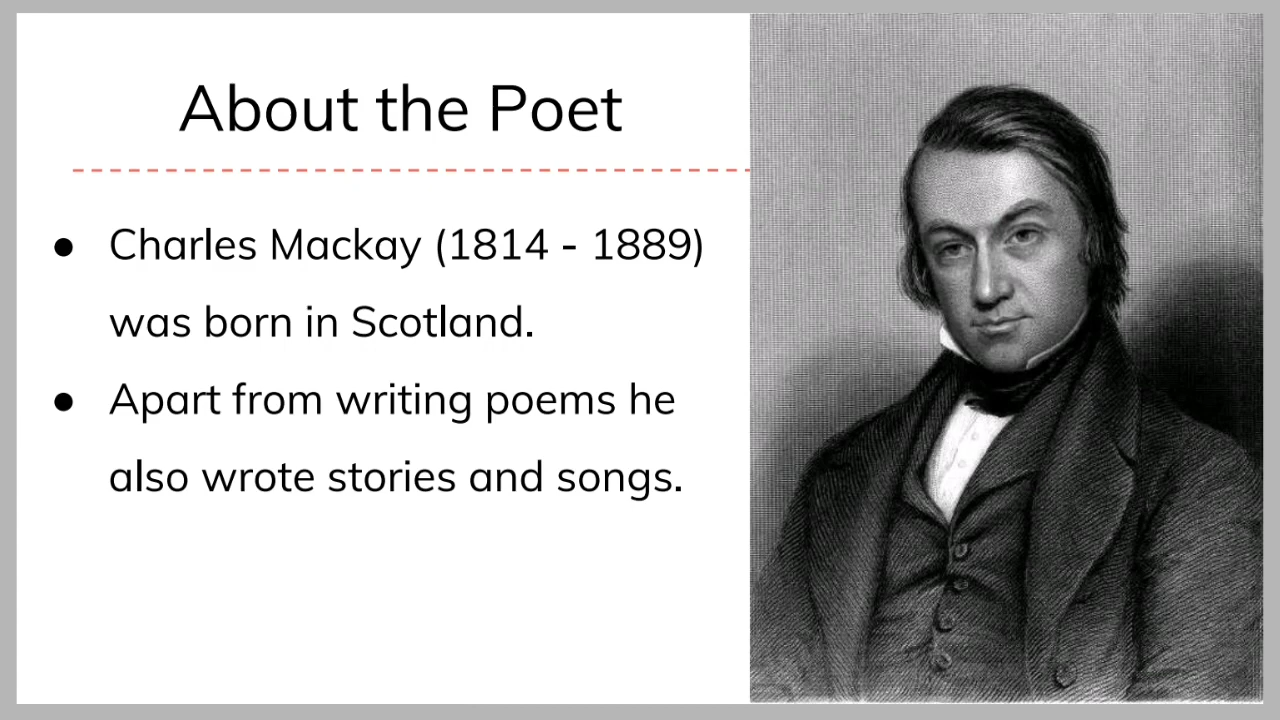 About the Poet
● Charles Mackay (1814 - 1889)
was born in Scotland.
● Apart from writing poems he
also wrote stories and songs.